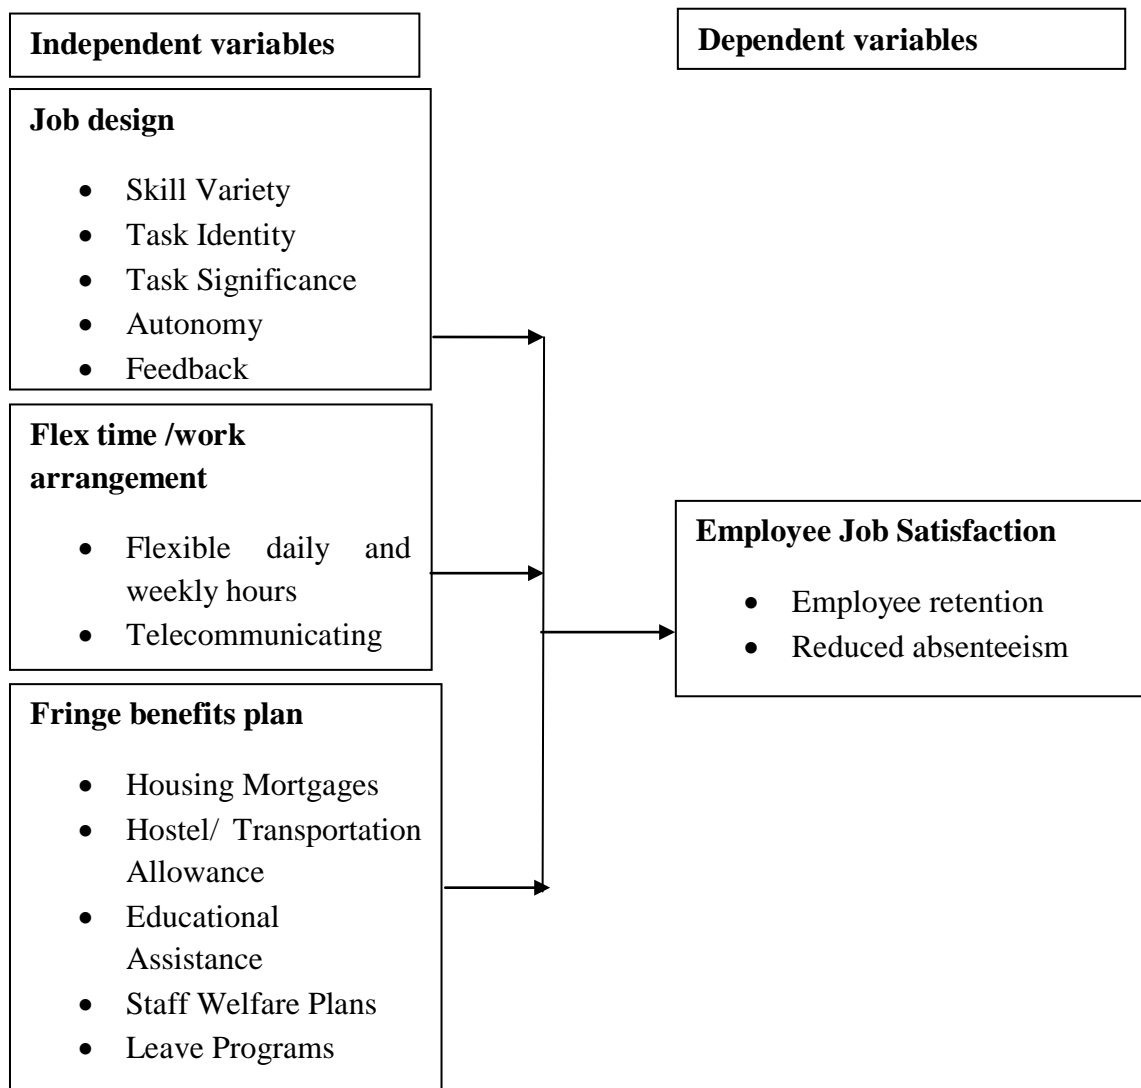 Independent variables
Dependent variables
Job design
• Skill Variety
• Task Identity
• Task Significance
• Autonomy
• Feedback
Flex time /work
arrangement
• Flexible daily and
weekly hours
• Telecommunicating
Fringe benefits plan
• Housing Mortgages
• Hostel/ Transportation
Allowance
• Educational
Assistance
• Staff Welfare Plans
• Leave Programs
Employee Job Satisfaction
• Employee retention
• Reduced absenteeism